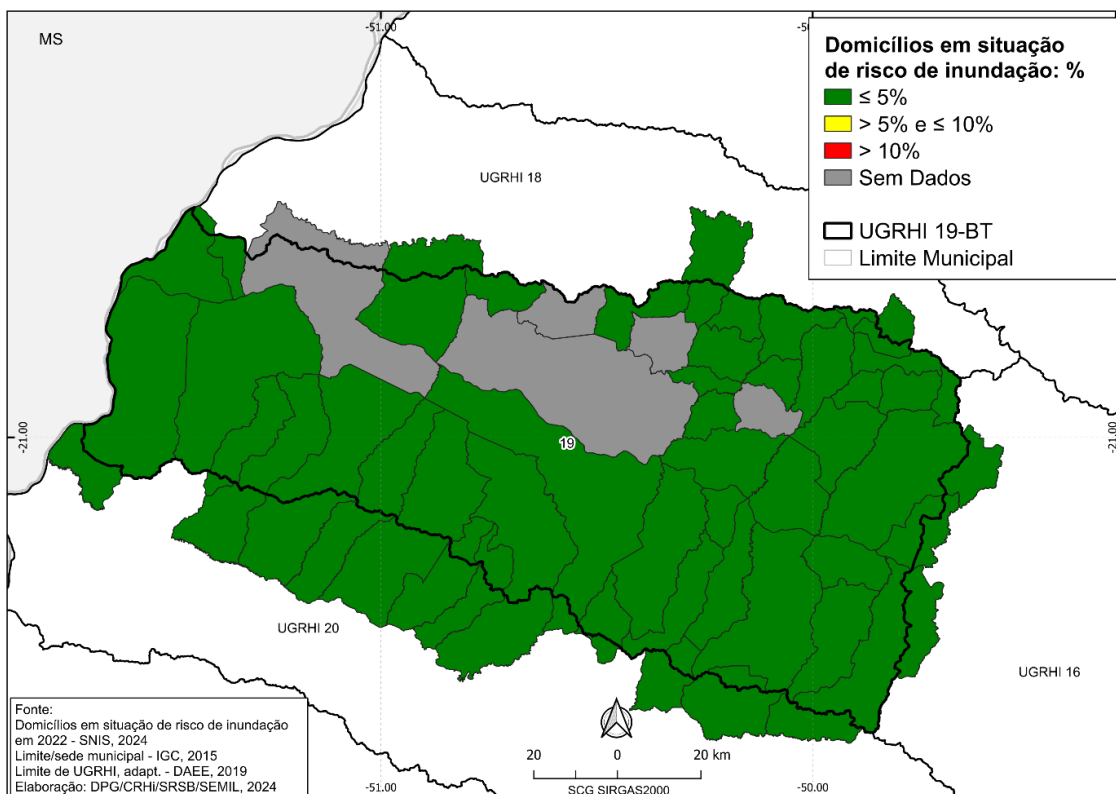 MS
-51.00
Domicílios em situação
de risco de inundação: %
≤ 5%
> 5% e ≤ 10%
> 10%
Sem Dados
UGRHI 19-BT
Limite Municipal
UGRHI 18
-21.00
-21.00
19
UGRHI 20
UGRHI 16
Fonte:
Domicílios em situação de risco de inundação
em 2022 - SNIS, 2024
Limite/sede municipal - IGC, 2015
Limite de UGRHI, adapt. - DAEE, 2019
Elaboração: DPG/CRHi/SRSB/SEMIL, 2024
20 0 20 km
SCG SIRGAS2000
-51.00
-50.00